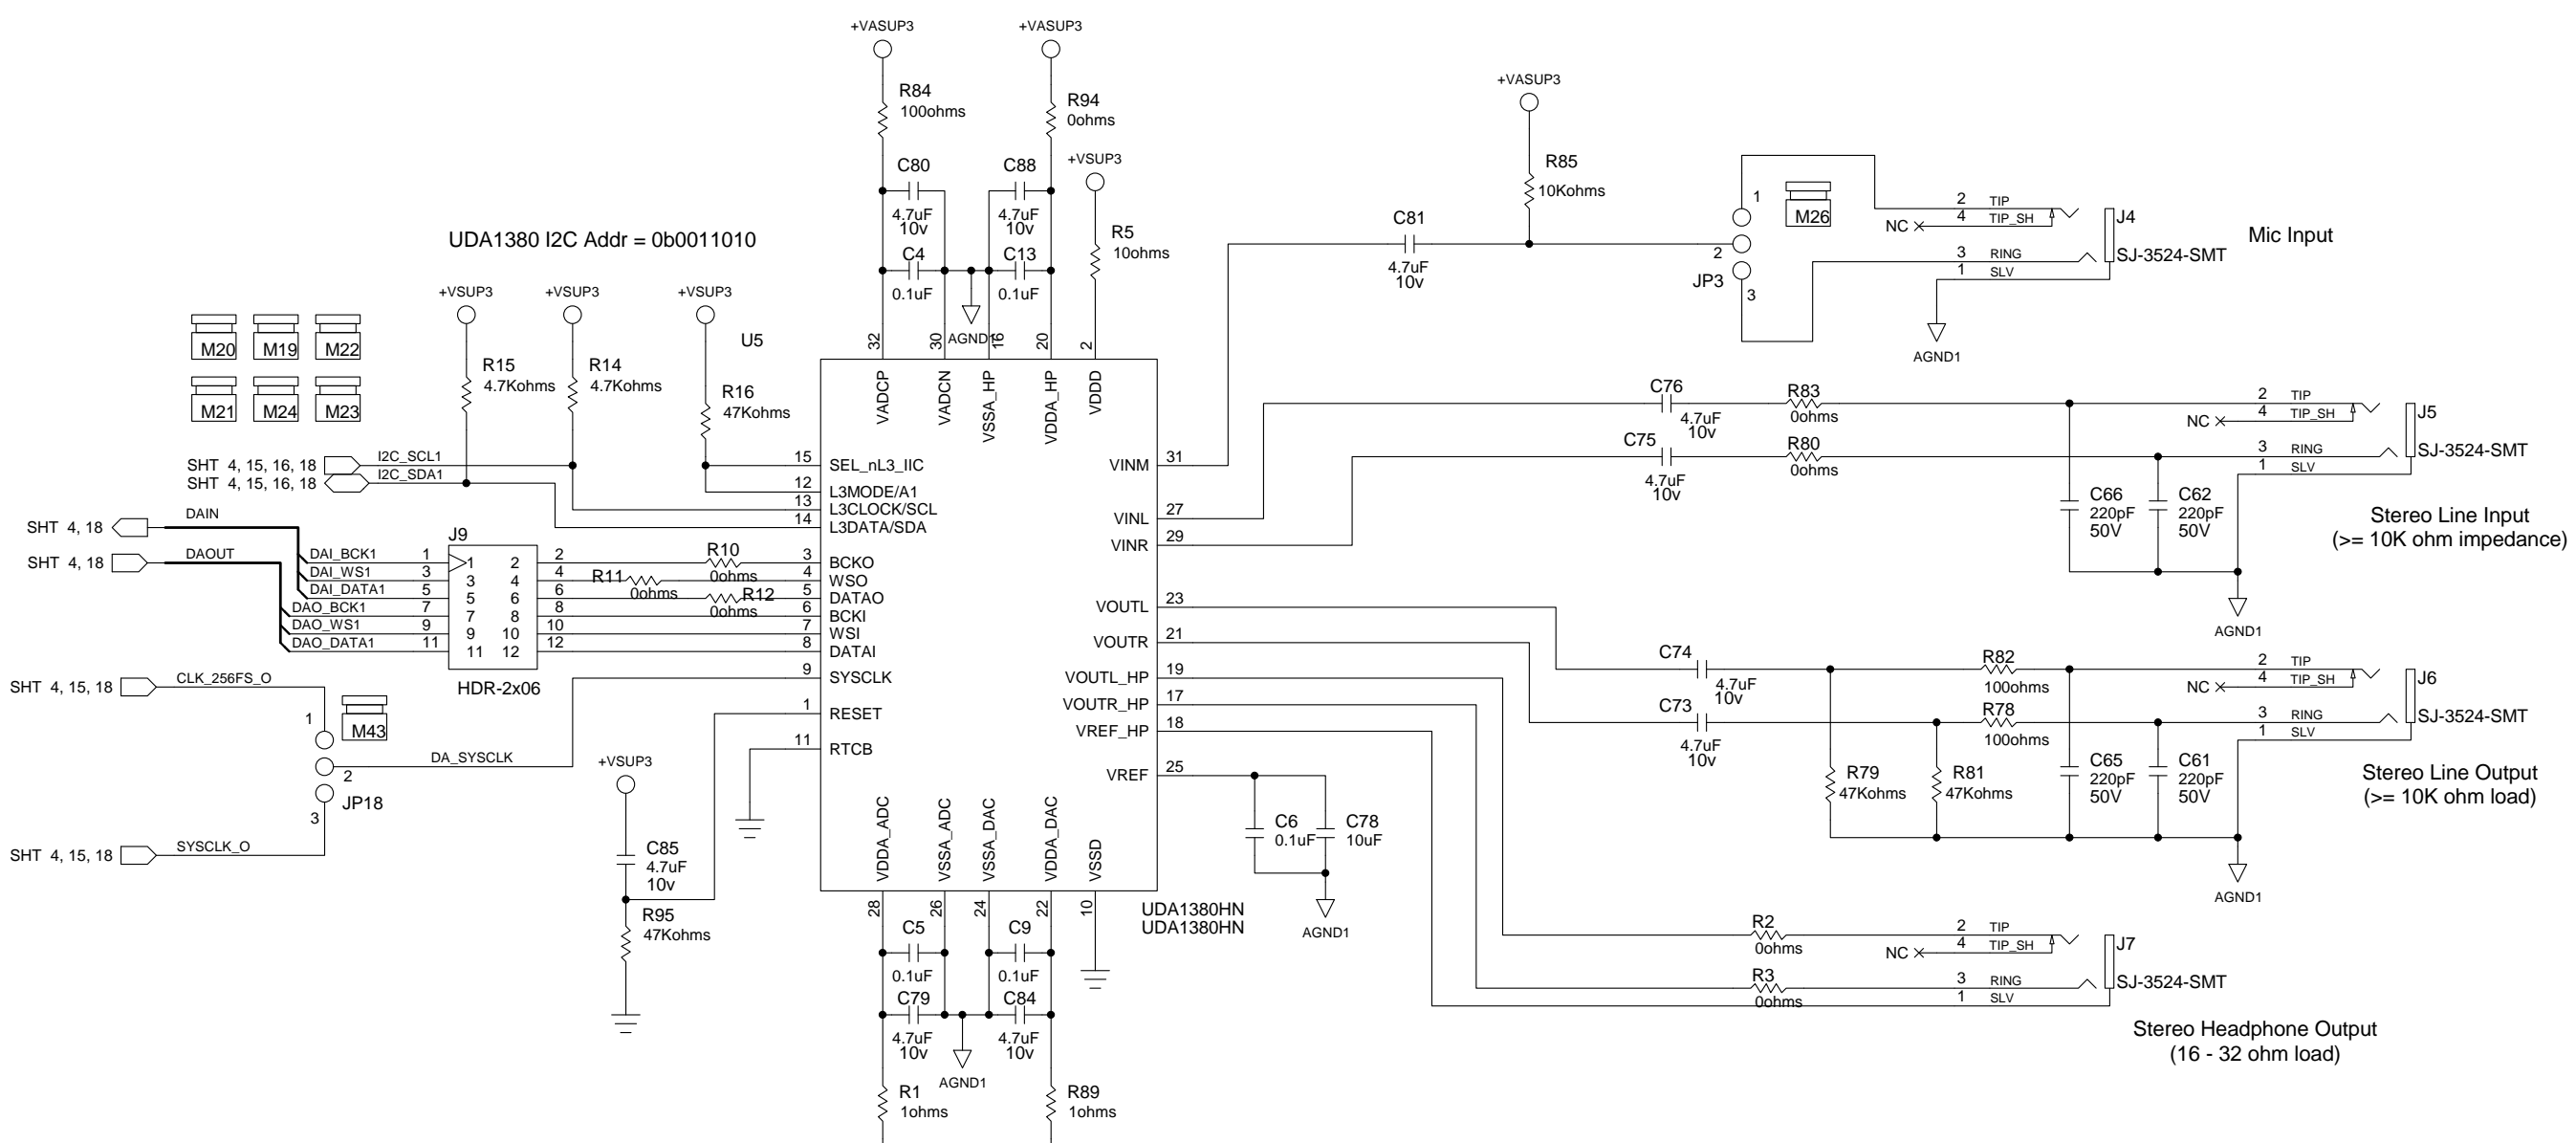 +VASUP3
+VASUP3
R84
100ohms
R94
0ohms
+VASUP3
+VSUP3
C80
4.7uF
10v
C88
4.7uF
10v
R85
10Kohms
C4
0.1uF
C13
0.1uF
R5
10ohms
AGND1
C81
4.7uF
10v
1
2
3
JP3
M26
2 TIP
4 TIP_SH
NC
3 RING
1 SLV
J4
SJ-3524-SMT
Mic Input
AGND1
UDA1380 I2C Addr = 0b0011010
M20 M19 M22
M21 M24 M23
+VSUP3
+VSUP3
+VSUP3
R15
4.7Kohms
R14
4.7Kohms
R16
47Kohms
U5
32 30 16 20 2
VADCP VADCN VSSA_HP VDDA_HP VDDD
SHT 4, 15, 16, 18 I2C_SCL1
SHT 4, 15, 16, 18 I2C_SDA1
15 SEL_nL3_IIC
12 L3MODE/A1
13 L3CLOCK/SCL
14 L3DATA/SDA
SHT 4, 18 DAIN
SHT 4, 18 DAOUT
J9
DAI_BCK1 1 1 2 2 R10 0ohms 3 BCKO
DAI_WS1 3 3 4 4 R11 0ohms 4 WSO
DAI_DATA1 5 5 6 6 R12 0ohms 5 DATAO
DAO_BCK1 7 7 8 8 6 BCKI
DAO_WS1 9 9 10 10 7 WSI
DAO_DATA1 11 11 12 12 8 DATAI
HDR-2x06
9 SYSCLK
1 RESET
11 RTCB
SHT 4, 15, 18 CLK_256FS_O
M43
1
2
3
JP18
DA_SYSCLK
SHT 4, 15, 18 SYSCLK_O
+VSUP3
C85
4.7uF
10v
R95
47Kohms
VINM 31
VINL 27
VINR 29
VOUTL 23
VOUTR 21
VOUTL_HP 19
VOUTR_HP 17
VREF_HP 18
VREF 25
VDDA_ADC VSSA_ADC VSSA_DAC VDDA_DAC VSSD
28 26 24 22 10
UDA1380HN
UDA1380HN
C5
0.1uF
C9
0.1uF
C79
4.7uF
10v
C84
4.7uF
10v
AGND1
R1
1ohms
R89
1ohms
C6
0.1uF
C78
10uF
AGND1
C76
4.7uF
10v
R83
0ohms
C75
4.7uF
10v
R80
0ohms
2 TIP
4 TIP_SH
NC
3 RING
1 SLV
J5
SJ-3524-SMT
C66
220pF
50V
C62
220pF
50V
Stereo Line Input
(>= 10K ohm impedance)
AGND1
C74
4.7uF
10v
R82
100ohms
C73
4.7uF
10v
R78
100ohms
2 TIP
4 TIP_SH
NC
3 RING
1 SLV
J6
SJ-3524-SMT
R79
47Kohms
R81
47Kohms
C65
220pF
50V
C61
220pF
50V
Stereo Line Output
(>= 10K ohm load)
AGND1
R2
0ohms
R3
0ohms
2 TIP
4 TIP_SH
NC
3 RING
1 SLV
J7
SJ-3524-SMT
Stereo Headphone Output
(16 - 32 ohm load)